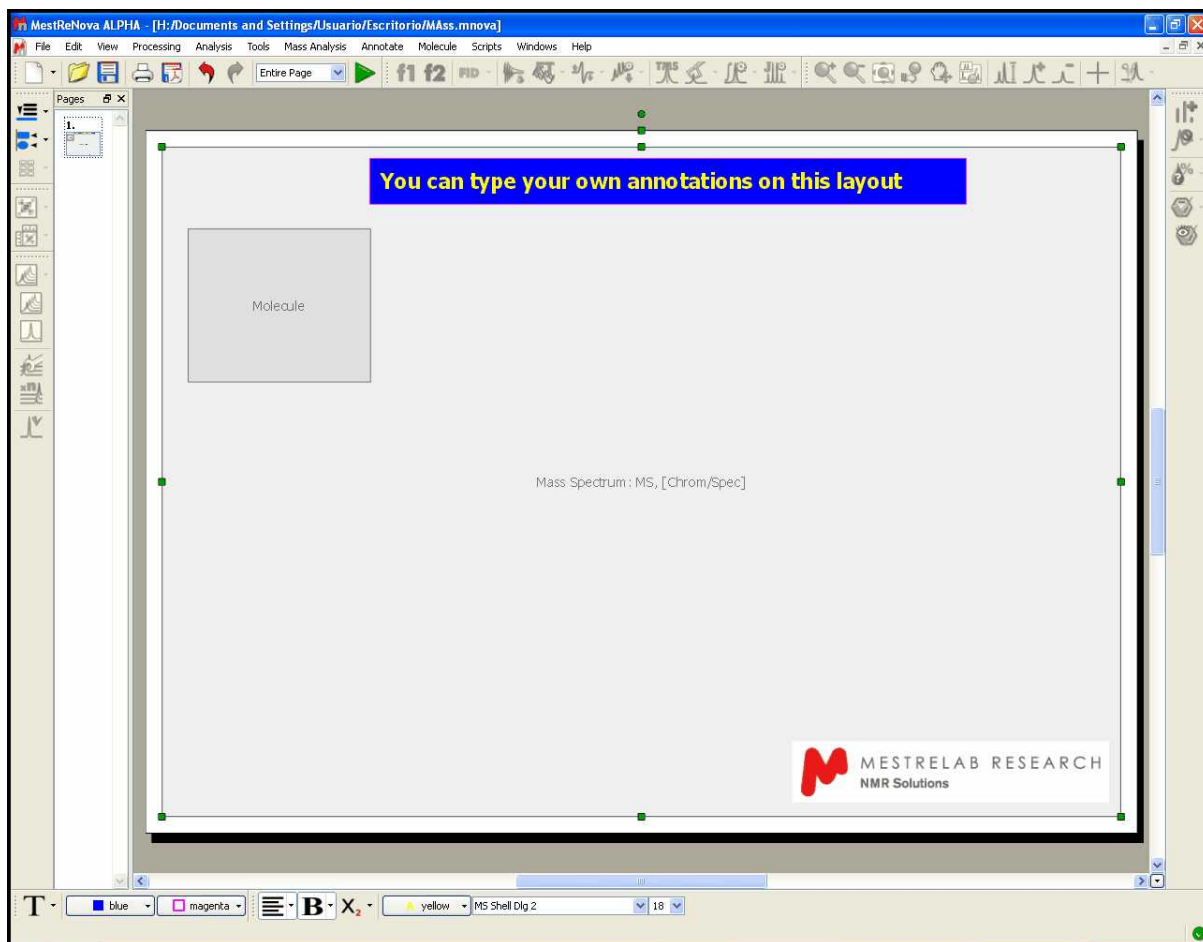 MestReNova ALPHA - [H:/Documents and Settings/Usuario/Escritorio/MAss.mnova]
File Edit View Processing Analysis Tools Mass Analysis Annotate Molecule Scripts Windows Help
Entire Page f1 f2 FID TMS
Pages
1.
You can type your own annotations on this layout
Molecule
Mass Spectrum : MS, [Chrom/Spec]
MESTRELAB RESEARCH
NMR Solutions
T blue magenta B X2 A yellow MS Shell Dlg 2 18